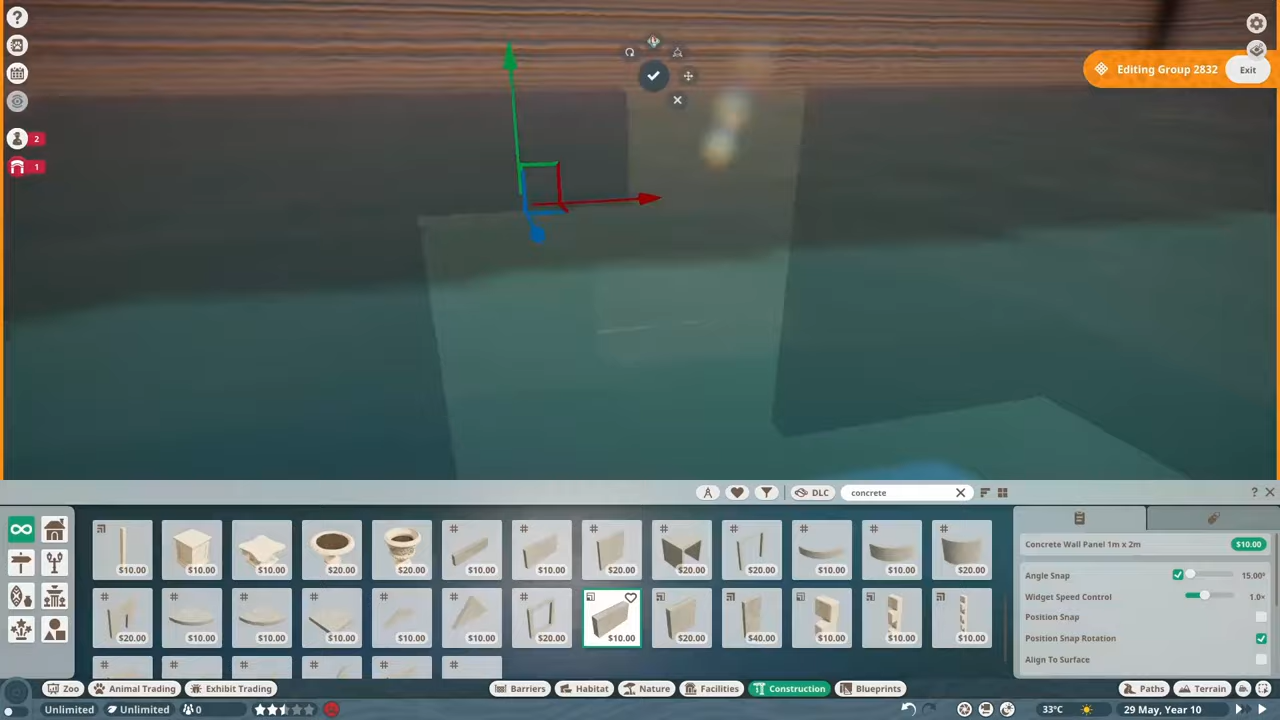 Editing Group 2832 Exit
2
1
DLC concrete
$10.00 $10.00 $10.00 $20.00 $20.00 $10.00 $10.00 $20.00 $20.00 $20.00 $10.00 $10.00 $20.00
$20.00 $10.00 $10.00 $10.00 $10.00 $10.00 $20.00 $10.00 $20.00 $40.00 $10.00 $10.00 $10.00
Concrete Wall Panel 1m x 2m $10.00
Angle Snap 15.00°
Widget Speed Control 1.0×
Position Snap
Position Snap Rotation
Align To Surface
Zoo Animal Trading Exhibit Trading Barriers Habitat Nature Facilities Construction Blueprints Paths Terrain
Unlimited Unlimited 0 33°C 29 May, Year 10